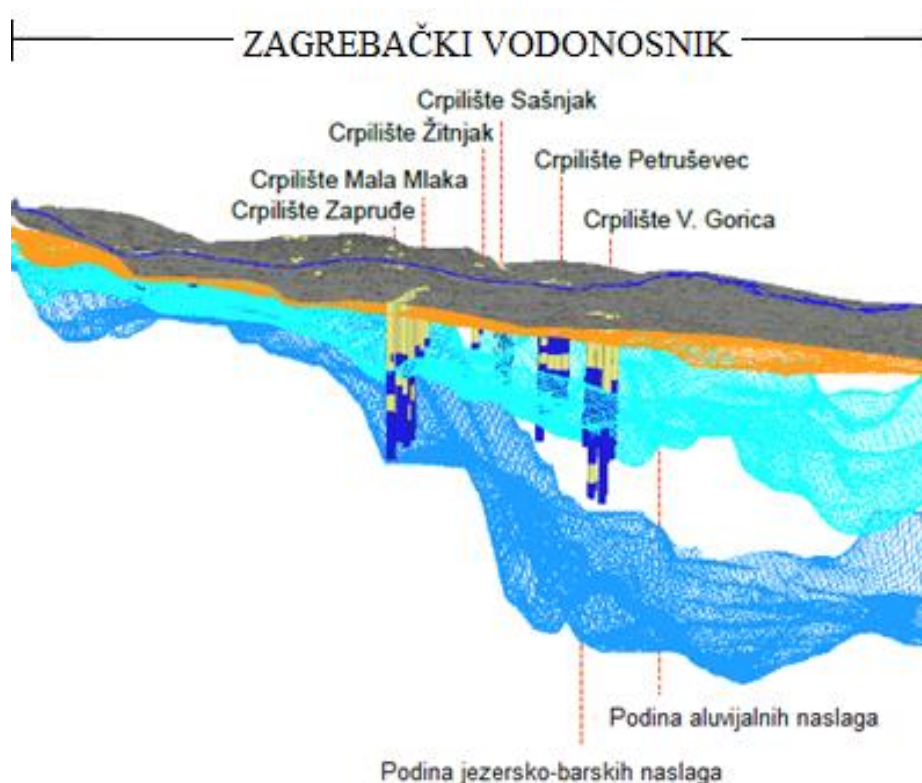 ZAGREBAČKI VODONOSNIK
Crpilište Sašnjak
Crpilište Žitnjak
Crpilište Petruševec
Crpilište Mala Mlaka
Crpilište Zapruđe
Crpilište V. Gorica
Podina aluvijalnih naslaga
Podina jezersko-barskih naslaga